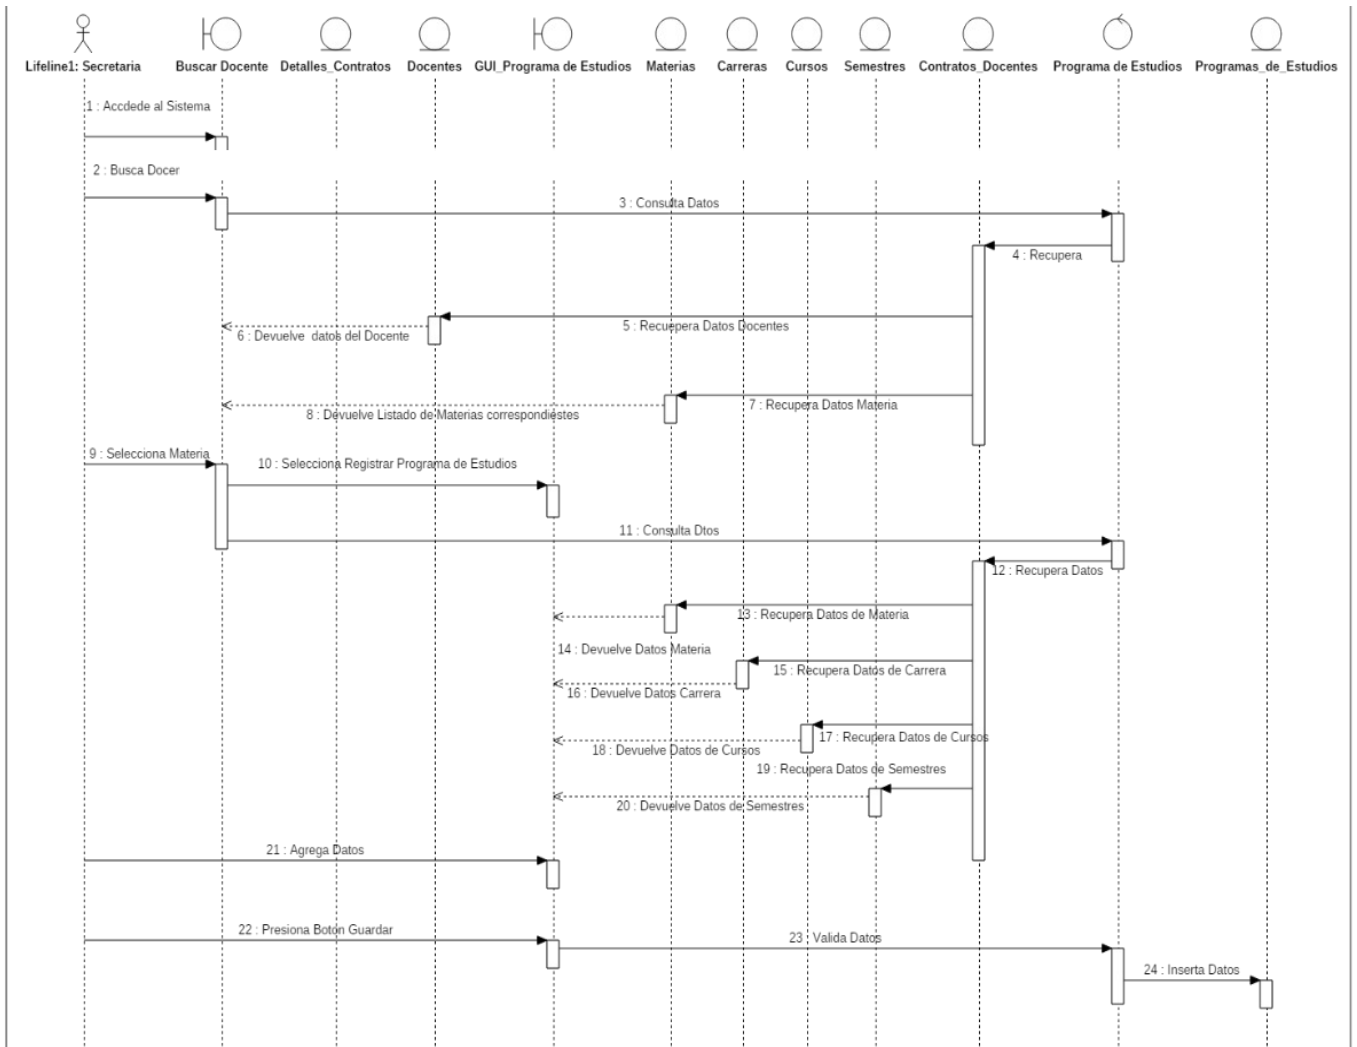 Lifeline1: Secretaria
Buscar Docente
Detalles_Contratos
Docentes
GUI_Programa de Estudios
Materias
Carreras
Cursos
Semestres
Contratos_Docentes
Programa de Estudios
Programas_de_Estudios
1 : Accdede al Sistema
2 : Busca Docer
3 : Consulta Datos
4 : Recupera
5 : Recuepera Datos Docentes
6 : Devuelve datos del Docente
7 : Recupera Datos Materia
8 : Devuelve Listado de Materias correspondiestes
9 : Selecciona Materia
10 : Selecciona Registrar Programa de Estudios
11 : Consulta Dtos
12 : Recupera Datos
13 : Recupera Datos de Materia
14 : Devuelve Datos Materia
15 : Recupera Datos de Carrera
16 : Devuelve Datos Carrera
17 : Recupera Datos de Cursos
18 : Devuelve Datos de Cursos
19 : Recupera Datos de Semestres
20 : Devuelve Datos de Semestres
21 : Agrega Datos
22 : Presiona Botón Guardar
23 : Valida Datos
24 : Inserta Datos